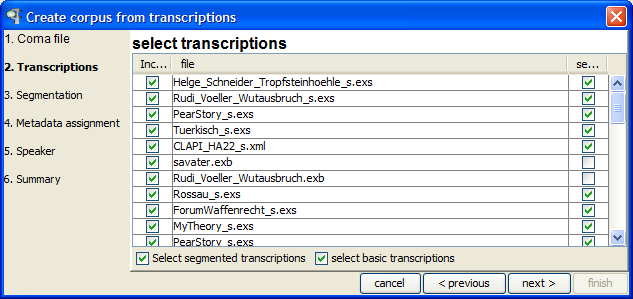 Create corpus from transcriptions
1. Coma file
2. Transcriptions
3. Segmentation
4. Metadata assignment
5. Speaker
6. Summary
select transcriptions
Inc... file se...
Helge_Schneider_Tropfsteinhoehle_s.exs
Rudi_Voeller_Wutausbruch_s.exs
PearStory_s.exs
Tuerkisch_s.exs
CLAPI_HA22_s.xml
savater.exb
Rudi_Voeller_Wutausbruch.exb
Rossau_s.exs
ForumWaffenrecht_s.exs
MyTheory_s.exs
PearStory_s.exs
Select segmented transcriptions select basic transcriptions
cancel < previous next > finish